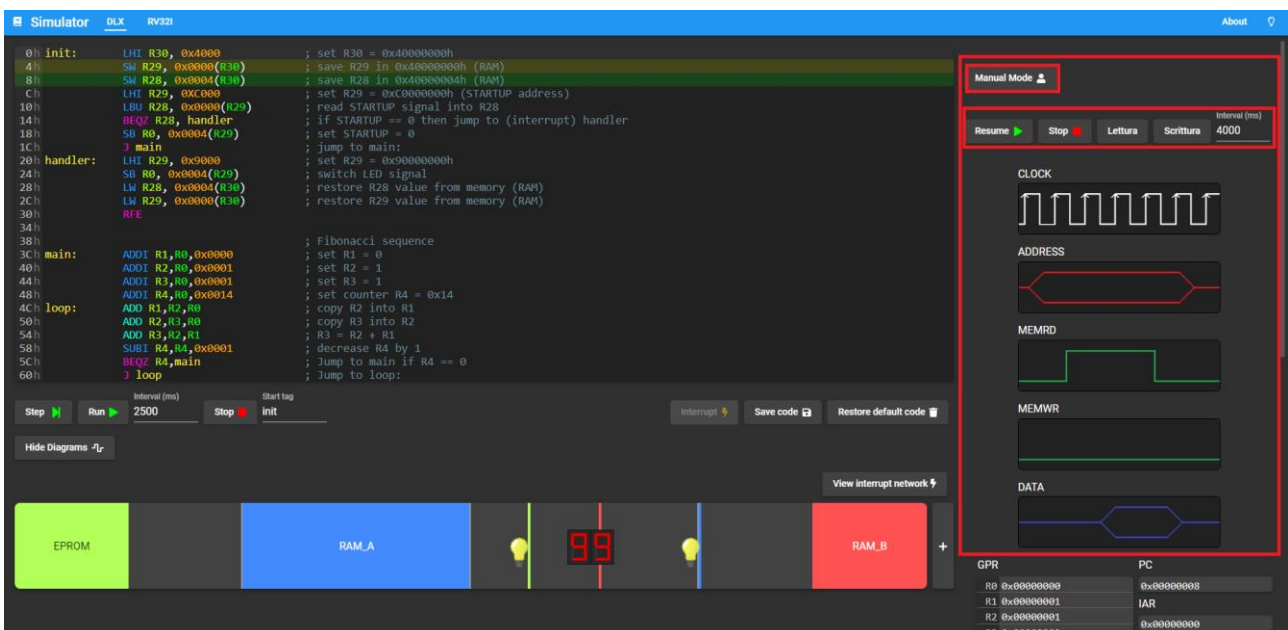 Simulator DLX RV32I About
0h init: LHI R30, 0x4000 ; set R30 = 0x40000000h
4h SW R29, 0x0000(R30) ; save R29 in 0x40000000h (RAM)
8h SW R28, 0x0004(R30) ; save R28 in 0x40000004h (RAM)
Ch LHI R29, 0XC000 ; set R29 = 0xC0000000h (STARTUP address)
10h LBU R28, 0x0000(R29) ; read STARTUP signal into R28
14h BEQZ R28, handler ; if STARTUP == 0 then jump to (interrupt) handler
18h SB R0, 0x0004(R29) ; set STARTUP = 0
1Ch J main ; jump to main:
20h handler: LHI R29, 0x9000 ; set R29 = 0x90000000h
24h SB R0, 0x0004(R29) ; switch LED signal
28h LW R28, 0x0004(R30) ; restore R28 value from memory (RAM)
2Ch LW R29, 0x0000(R30) ; restore R29 value from memory (RAM)
30h RFE
34h
38h ; Fibonacci sequence
3Ch main: ADDI R1,R0,0x0000 ; set R1 = 0
40h ADDI R2,R0,0x0001 ; set R2 = 1
44h ADDI R3,R0,0x0001 ; set R3 = 1
48h ADDI R4,R0,0x0014 ; set counter R4 = 0x14
4Ch loop: ADD R1,R2,R0 ; copy R2 into R1
50h ADD R2,R3,R0 ; copy R3 into R2
54h ADD R3,R2,R1 ; R3 = R2 + R1
58h SUBI R4,R4,0x0001 ; decrease R4 by 1
5Ch BEQZ R4,main ; Jump to main if R4 == 0
60h J loop ; Jump to loop:
Step Run Interval (ms) 2500 Stop Start tag init Interrupt Save code Restore default code
Hide Diagrams
View interrupt network
EPROM RAM_A 99 RAM_B +
Manual Mode
Resume Stop Lettura Scrittura Interval (ms) 4000
CLOCK
ADDRESS
MEMRD
MEMWR
DATA
GPR PC
R0 0x00000000 0x00000008
R1 0x00000001 IAR
R2 0x00000001 0x00000000